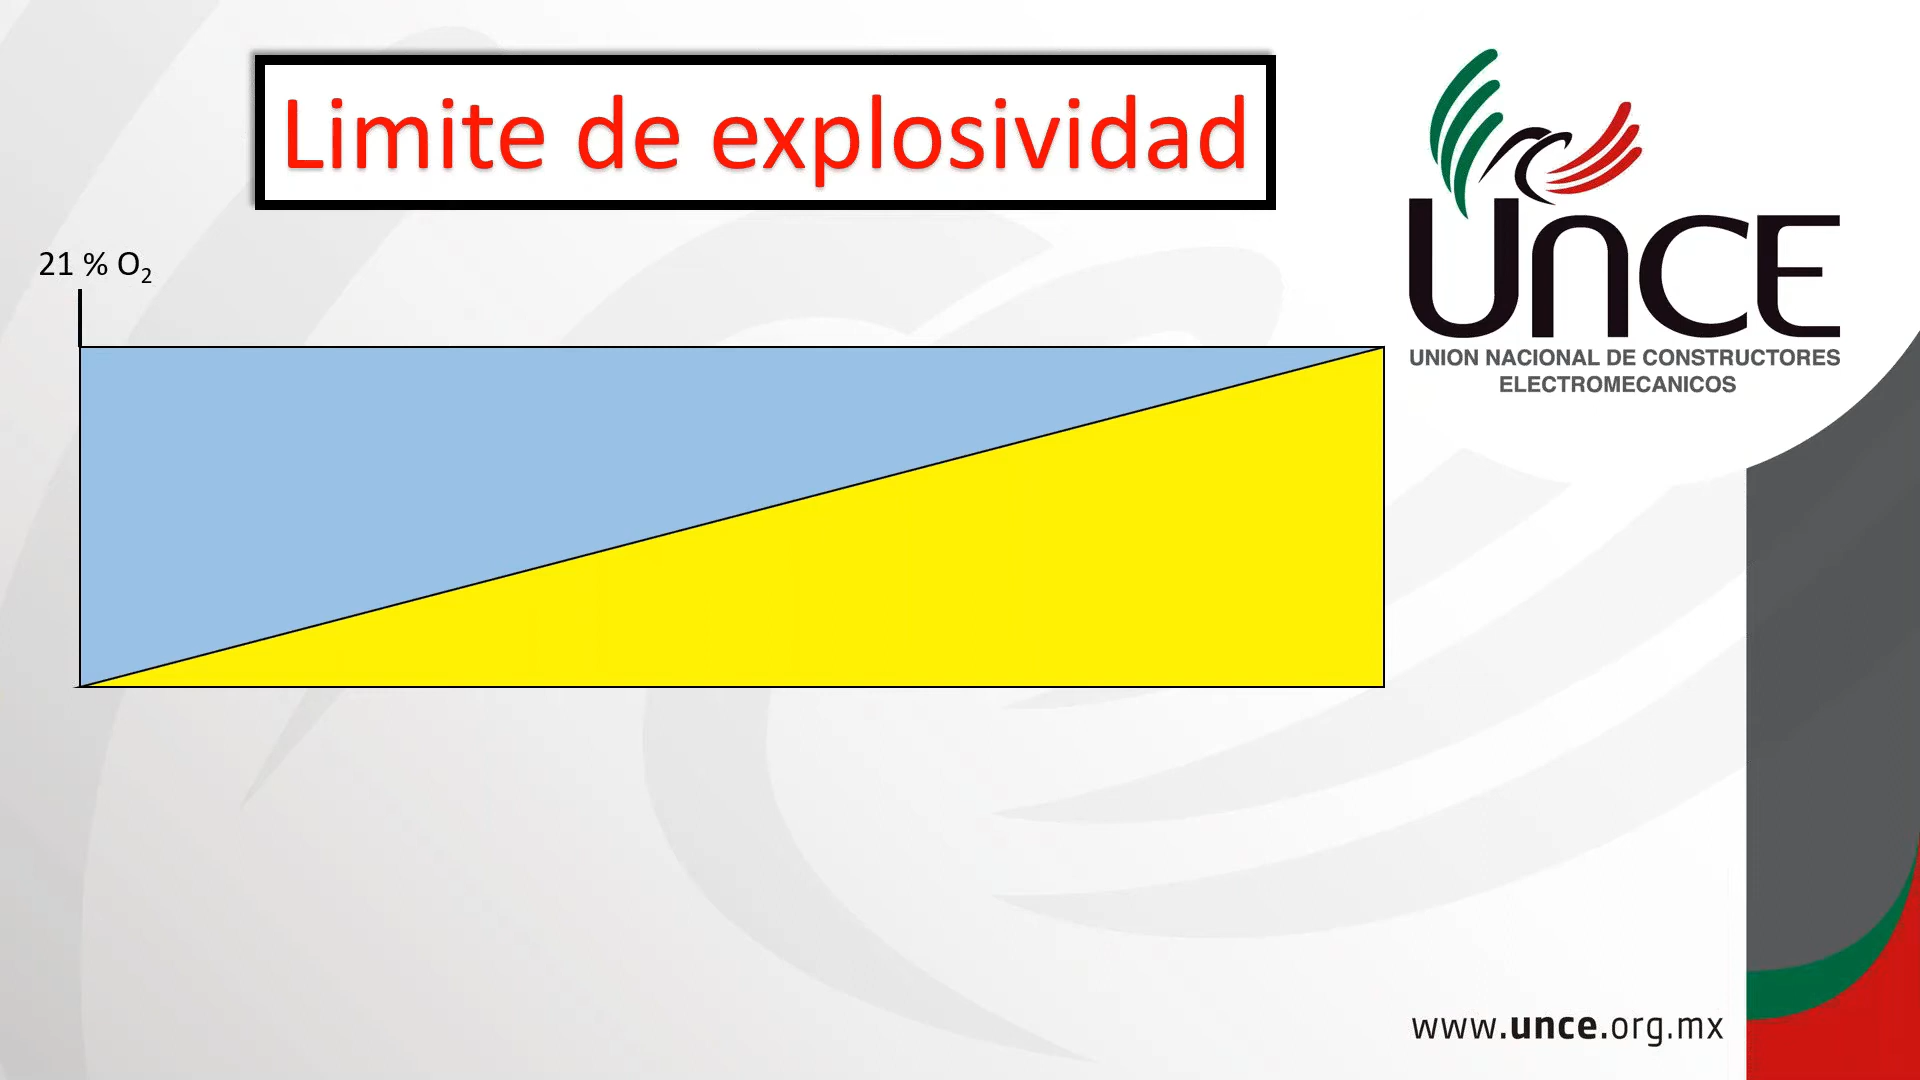 Limite de explosividad
21 % O₂
UNCE
UNION NACIONAL DE CONSTRUCTORES
ELECTROMECANICOS
www.unce.org.mx